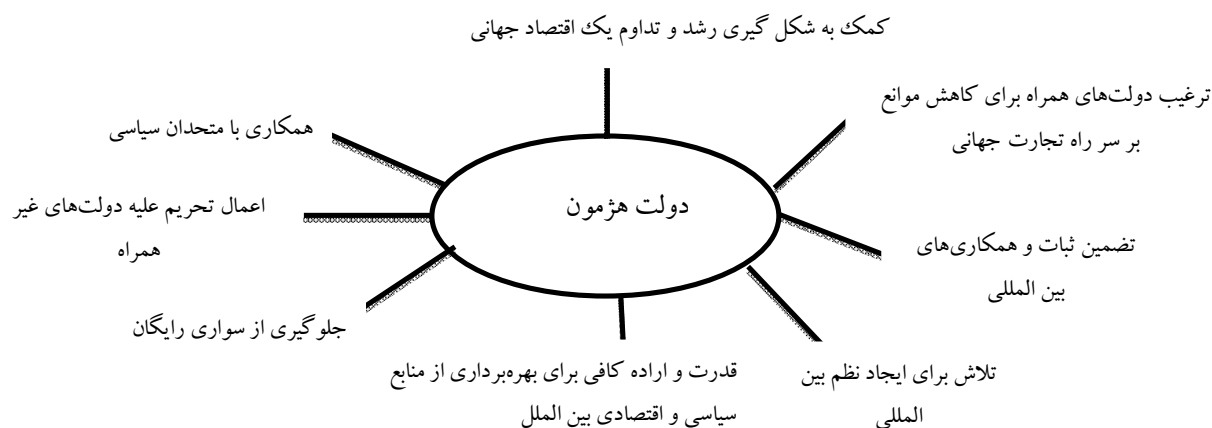 کمک به شکل گیری رشد و تداوم یک اقتصاد جهانی
ترغیب دولت‌های همراه برای کاهش موانع
بر سر راه تجارت جهانی
همکاری با متحدان سیاسی
دولت هژمون
اعمال تحریم علیه دولت‌های غیر
همراه
تضمین ثبات و همکاری‌های
بین المللی
جلوگیری از سواری رایگان
تلاش برای ایجاد نظم بین
المللی
قدرت و اراده کافی برای بهره‌برداری از منابع
سیاسی و اقتصادی بین الملل